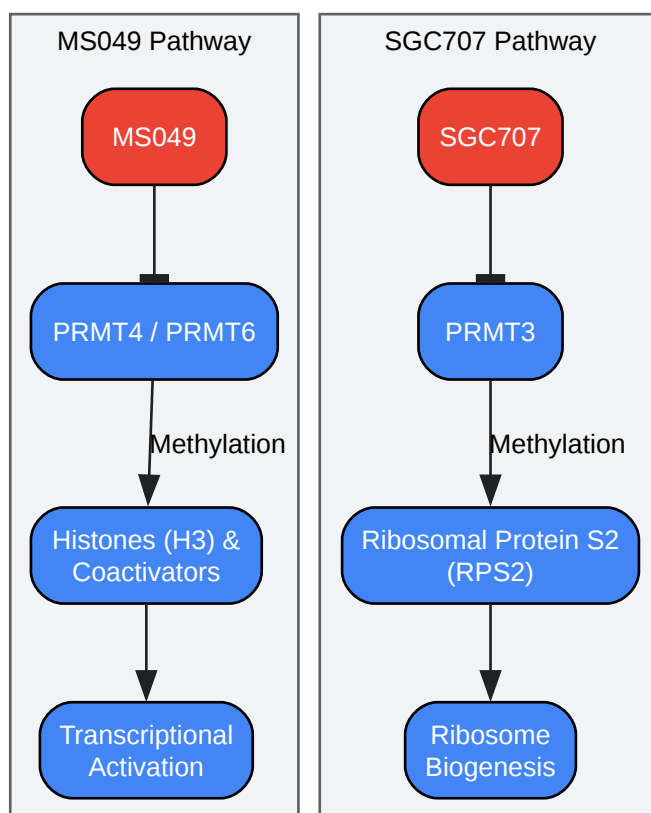 MS049 Pathway
MS049
PRMT4 / PRMT6
Methylation
Histones (H3) &
Coactivators
Transcriptional
Activation
SGC707 Pathway
SGC707
PRMT3
Methylation
Ribosomal Protein S2
(RPS2)
Ribosome
Biogenesis